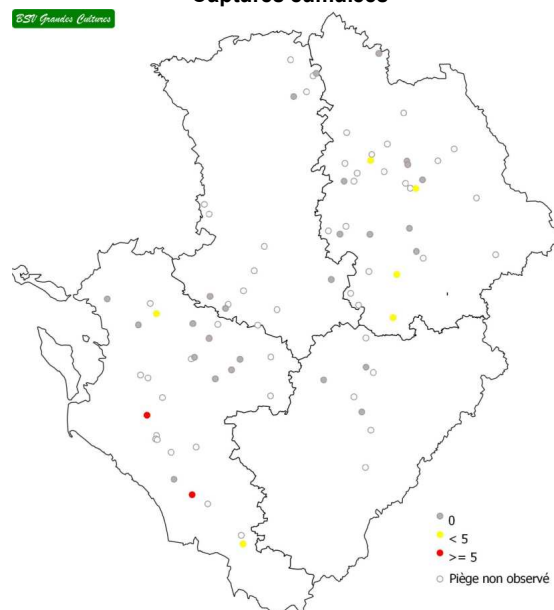 Captures cumulées
BSV Grandes Cultures
0
< 5
>= 5
Piège non observé